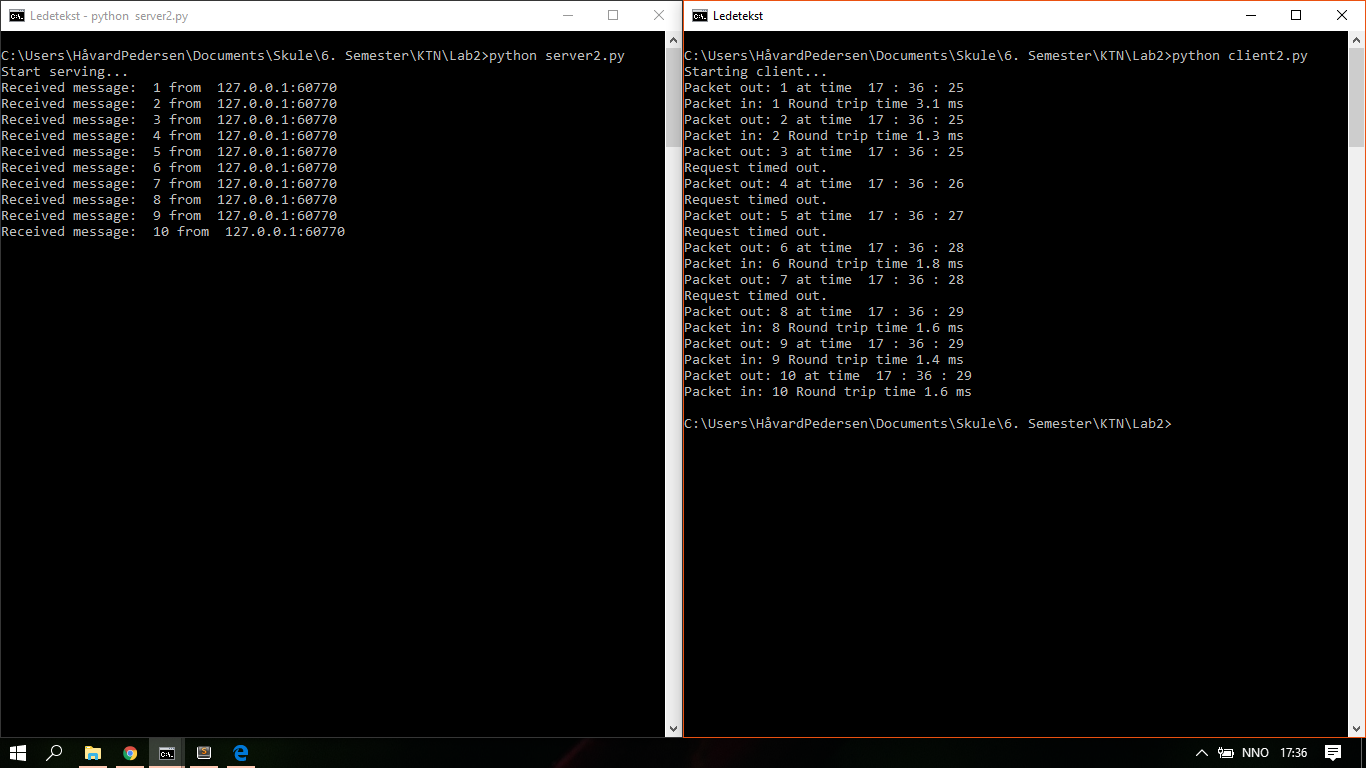 Ledetekst - python  server2.py
C:\Users\HåvardPedersen\Documents\Skule\6. Semester\KTN\Lab2>python server2.py
Start serving...
Received message:  1 from  127.0.0.1:60770
Received message:  2 from  127.0.0.1:60770
Received message:  3 from  127.0.0.1:60770
Received message:  4 from  127.0.0.1:60770
Received message:  5 from  127.0.0.1:60770
Received message:  6 from  127.0.0.1:60770
Received message:  7 from  127.0.0.1:60770
Received message:  8 from  127.0.0.1:60770
Received message:  9 from  127.0.0.1:60770
Received message:  10 from  127.0.0.1:60770
Ledetekst
C:\Users\HåvardPedersen\Documents\Skule\6. Semester\KTN\Lab2>python client2.py
Starting client...
Packet out: 1 at time  17 : 36 : 25
Packet in: 1 Round trip time 3.1 ms
Packet out: 2 at time  17 : 36 : 25
Packet in: 2 Round trip time 1.3 ms
Packet out: 3 at time  17 : 36 : 25
Request timed out.
Packet out: 4 at time  17 : 36 : 26
Request timed out.
Packet out: 5 at time  17 : 36 : 27
Request timed out.
Packet out: 6 at time  17 : 36 : 28
Packet in: 6 Round trip time 1.8 ms
Packet out: 7 at time  17 : 36 : 28
Request timed out.
Packet out: 8 at time  17 : 36 : 29
Packet in: 8 Round trip time 1.6 ms
Packet out: 9 at time  17 : 36 : 29
Packet in: 9 Round trip time 1.4 ms
Packet out: 10 at time  17 : 36 : 29
Packet in: 10 Round trip time 1.6 ms
C:\Users\HåvardPedersen\Documents\Skule\6. Semester\KTN\Lab2>
NNO 17:36